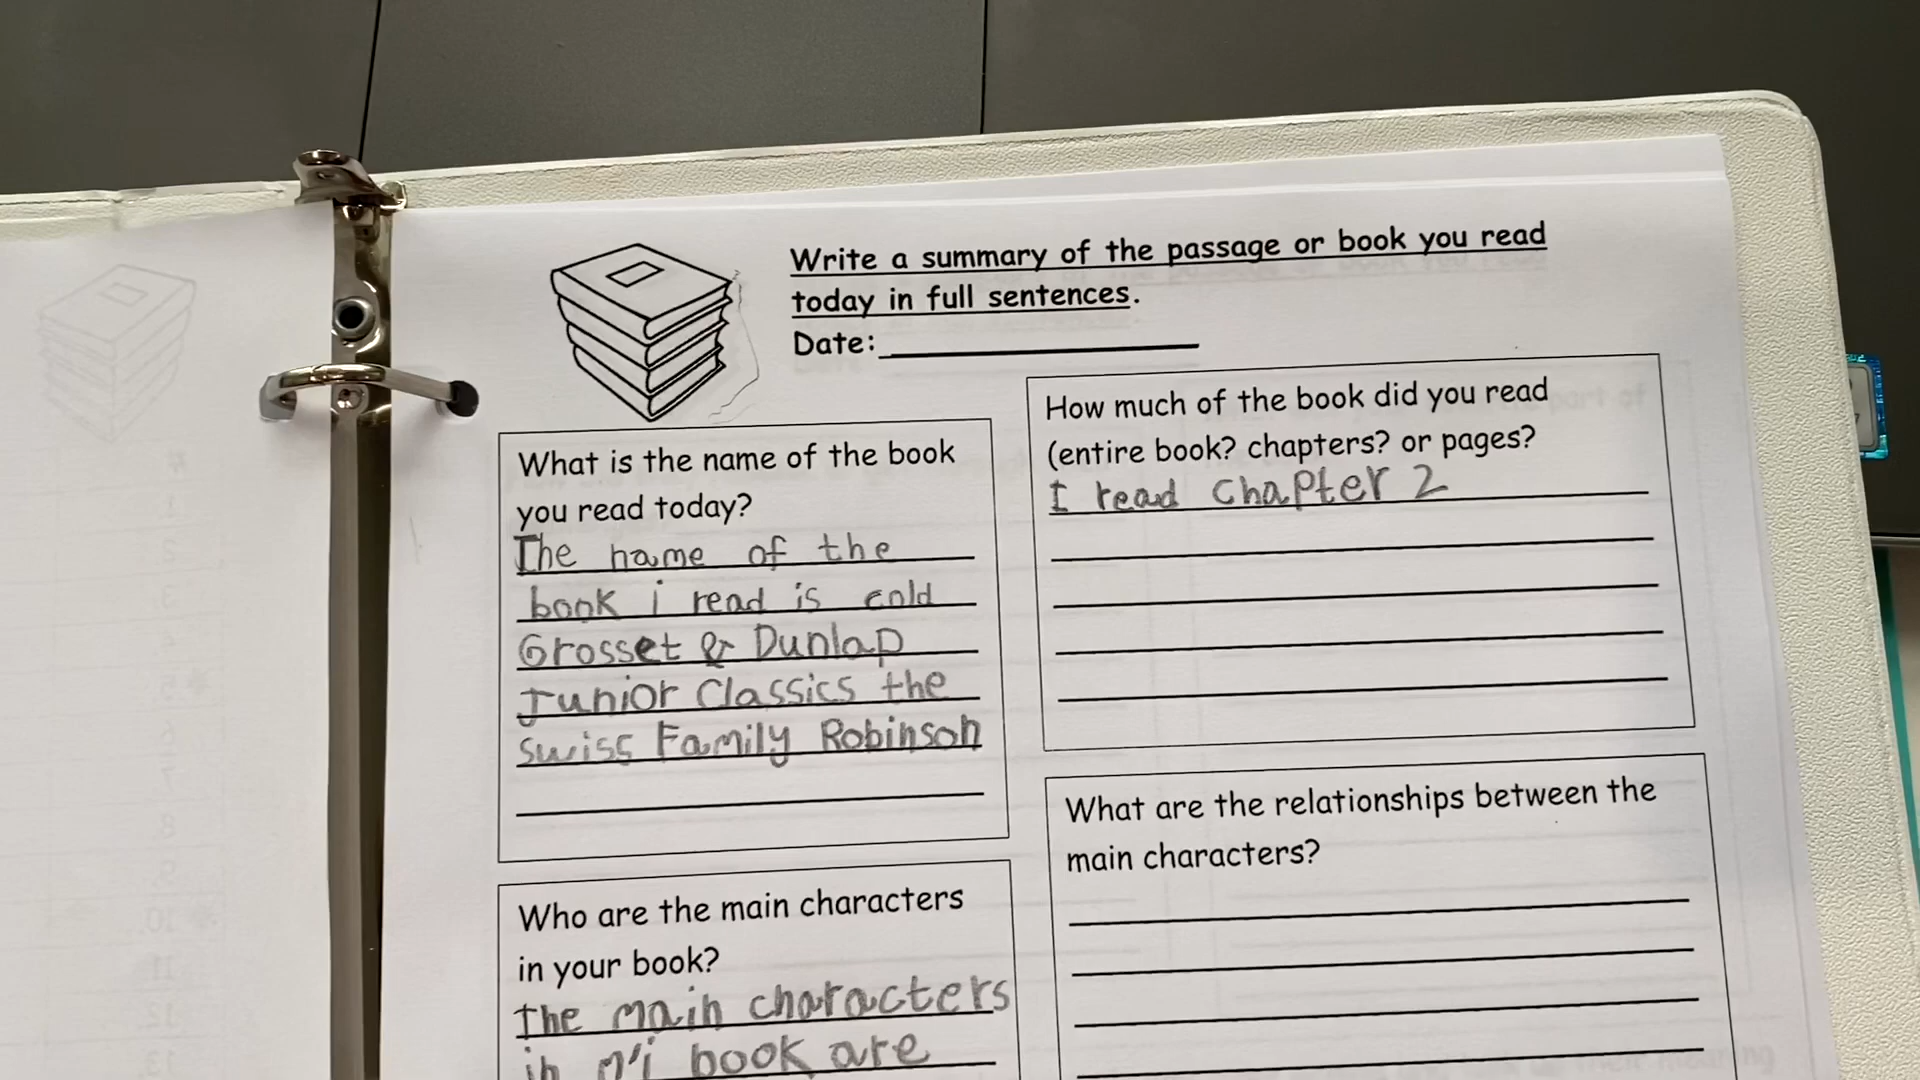 Write a summary of the passage or book you read
today in full sentences.
Date:
What is the name of the book
you read today?
The name of the
book i read is cold
Grosset & Dunlap
Junior Classics the
swiss Family Robinson
How much of the book did you read
(entire book? chapters? or pages?
I read chapter 2
Who are the main characters
in your book?
the main characters
in m'i book are
What are the relationships between the
main characters?